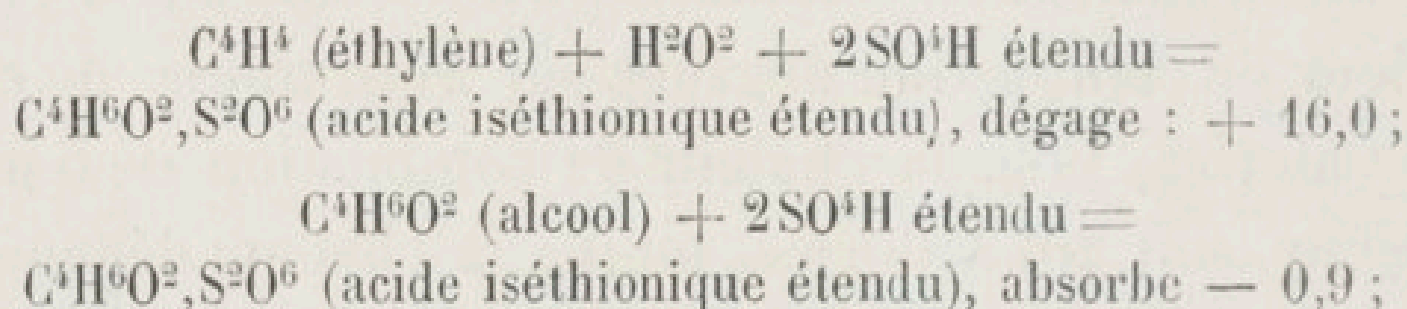 C⁴H⁴ (éthylène) + H²O² + 2SO⁴H étendu =
C⁴H⁶O²,S²O⁶ (acide iséthionique étendu), dégage : + 16,0 ;
C⁴H⁶O² (alcool) + 2SO⁴H étendu =
C⁴H⁶O²,S²O⁶ (acide iséthionique étendu), absorbe — 0,9 ;